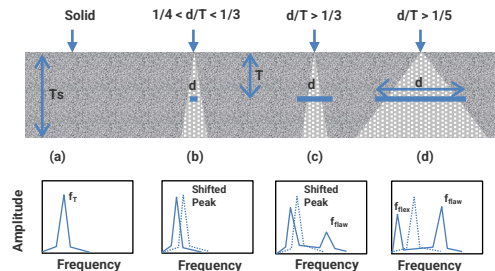 Solid
1/4 < d/T < 1/3
d/T > 1/3
d/T > 1/5
Ts
d
T
d
d
(a)
(b)
(c)
(d)
Amplitude
fT
Shifted
Peak
Shifted
Peak
fflaw
fflex
fflaw
Frequency
Frequency
Frequency
Frequency